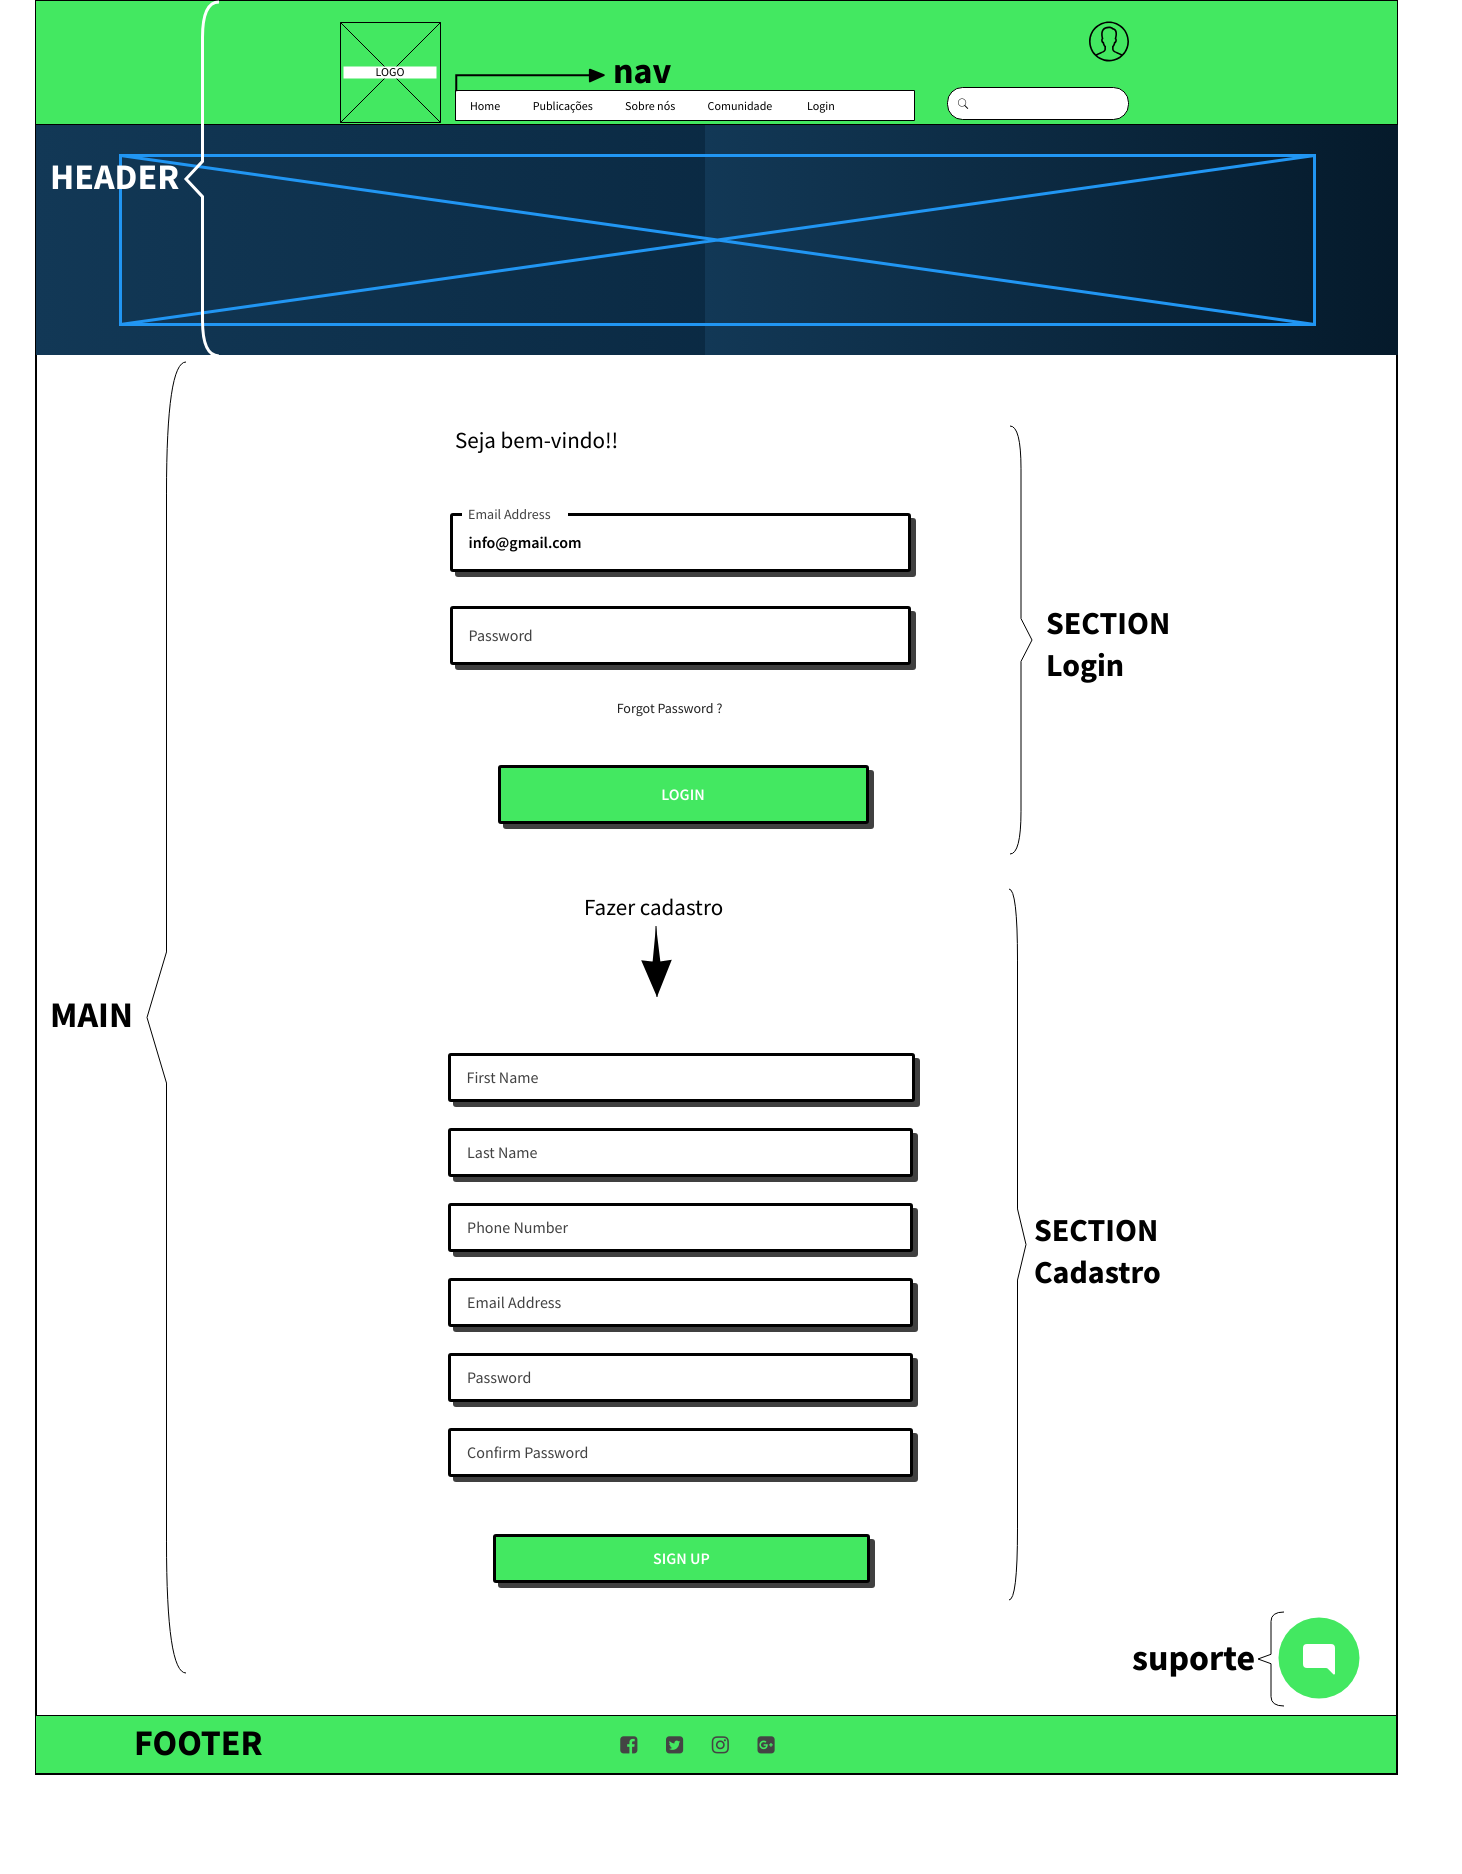 LOGO
nav
Home Publicações Sobre nós Comunidade Login
HEADER
Seja bem-vindo!!
Email Address
info@gmail.com
Password
Forgot Password ?
LOGIN
SECTION
Login
Fazer cadastro
MAIN
First Name
Last Name
Phone Number
Email Address
Password
Confirm Password
SIGN UP
SECTION
Cadastro
suporte
FOOTER